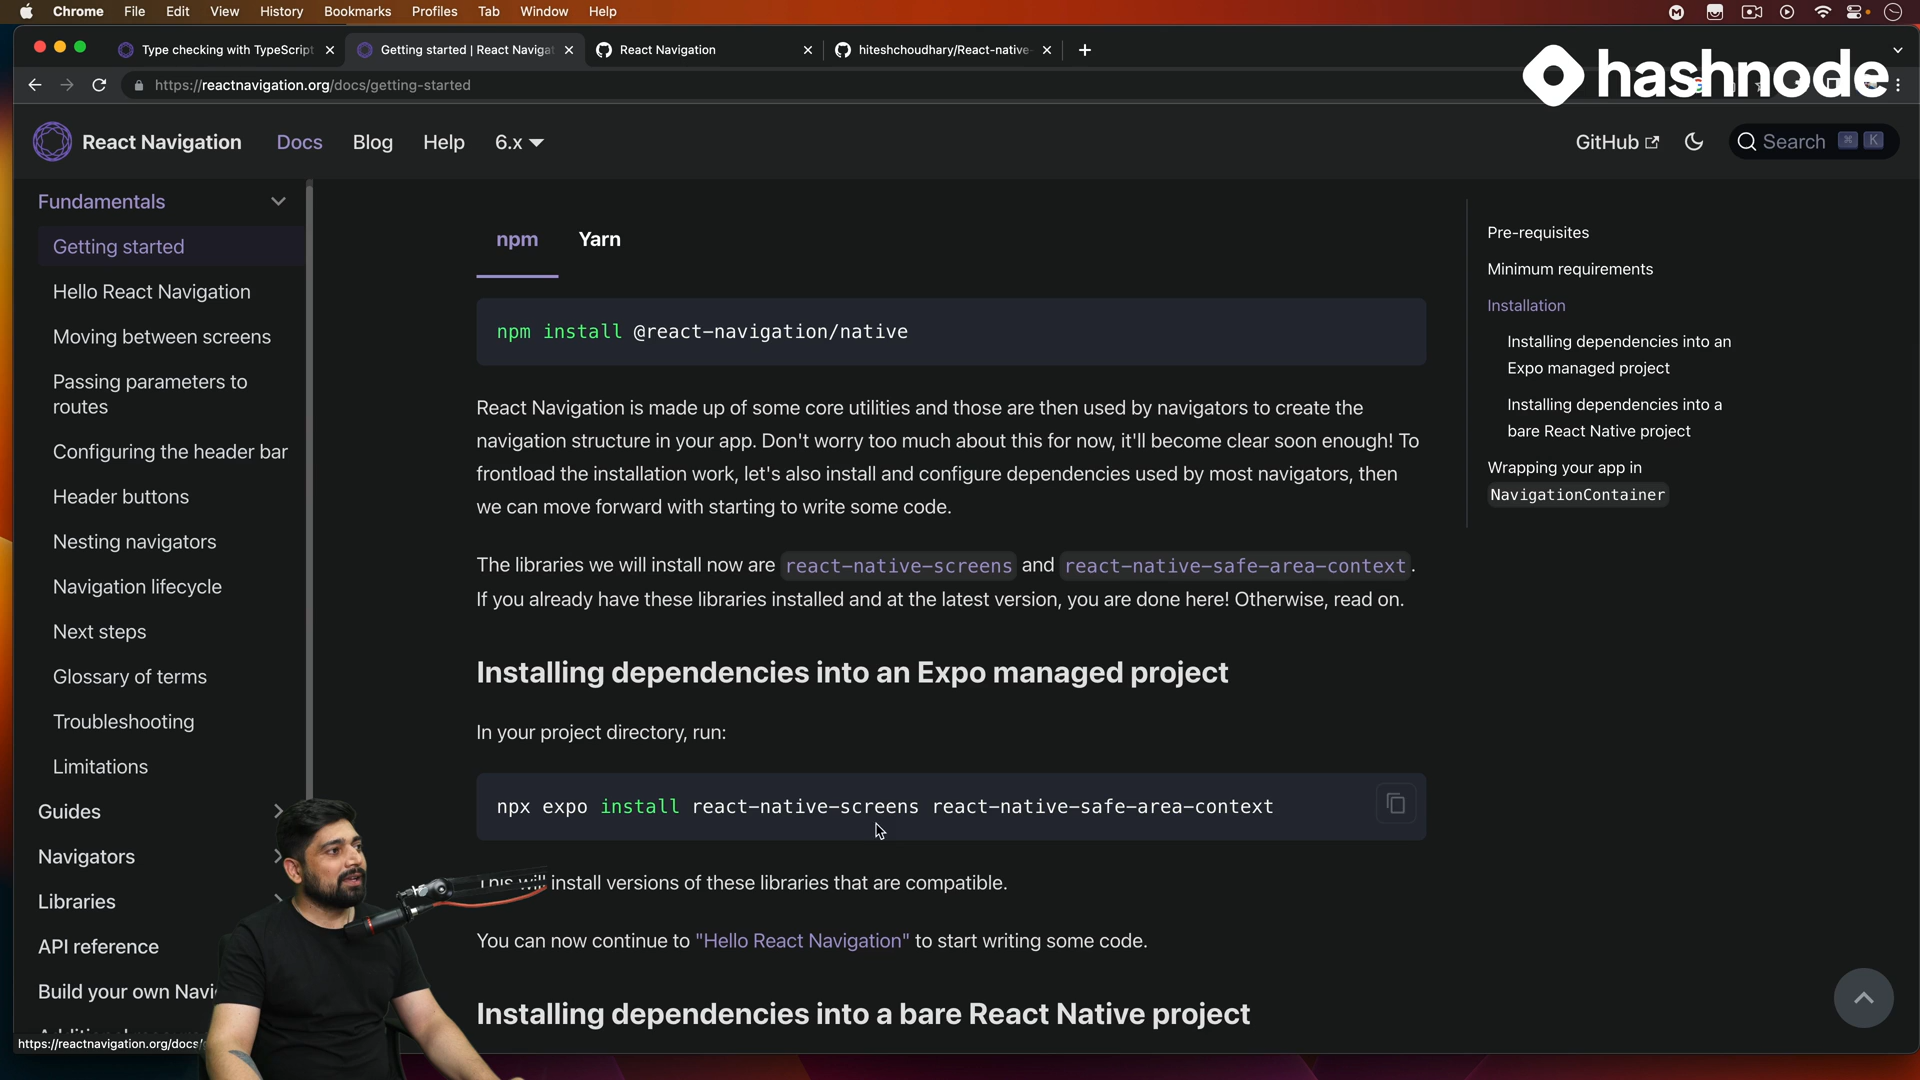 Chrome File Edit View History Bookmarks Profiles Tab Window Help
Type checking with TypeScript
Getting started | React Navigat
React Navigation
hiteshchoudhary/React-native-
hashnode
https://reactnavigation.org/docs/getting-started
React Navigation Docs Blog Help 6.x GitHub Search ⌘ K
Fundamentals
Getting started
Hello React Navigation
Moving between screens
Passing parameters to
routes
Configuring the header bar
Header buttons
Nesting navigators
Navigation lifecycle
Next steps
Glossary of terms
Troubleshooting
Limitations
Guides
Navigators
Libraries
API reference
Build your own Navi
https://reactnavigation.org/docs/
npm Yarn
npm install @react-navigation/native
React Navigation is made up of some core utilities and those are then used by navigators to create the
navigation structure in your app. Don't worry too much about this for now, it'll become clear soon enough! To
frontload the installation work, let's also install and configure dependencies used by most navigators, then
we can move forward with starting to write some code.
The libraries we will install now are react-native-screens and react-native-safe-area-context.
If you already have these libraries installed and at the latest version, you are done here! Otherwise, read on.
Installing dependencies into an Expo managed project
In your project directory, run:
npx expo install react-native-screens react-native-safe-area-context
This will install versions of these libraries that are compatible.
You can now continue to "Hello React Navigation" to start writing some code.
Installing dependencies into a bare React Native project
Pre-requisites
Minimum requirements
Installation
Installing dependencies into an
Expo managed project
Installing dependencies into a
bare React Native project
Wrapping your app in
NavigationContainer